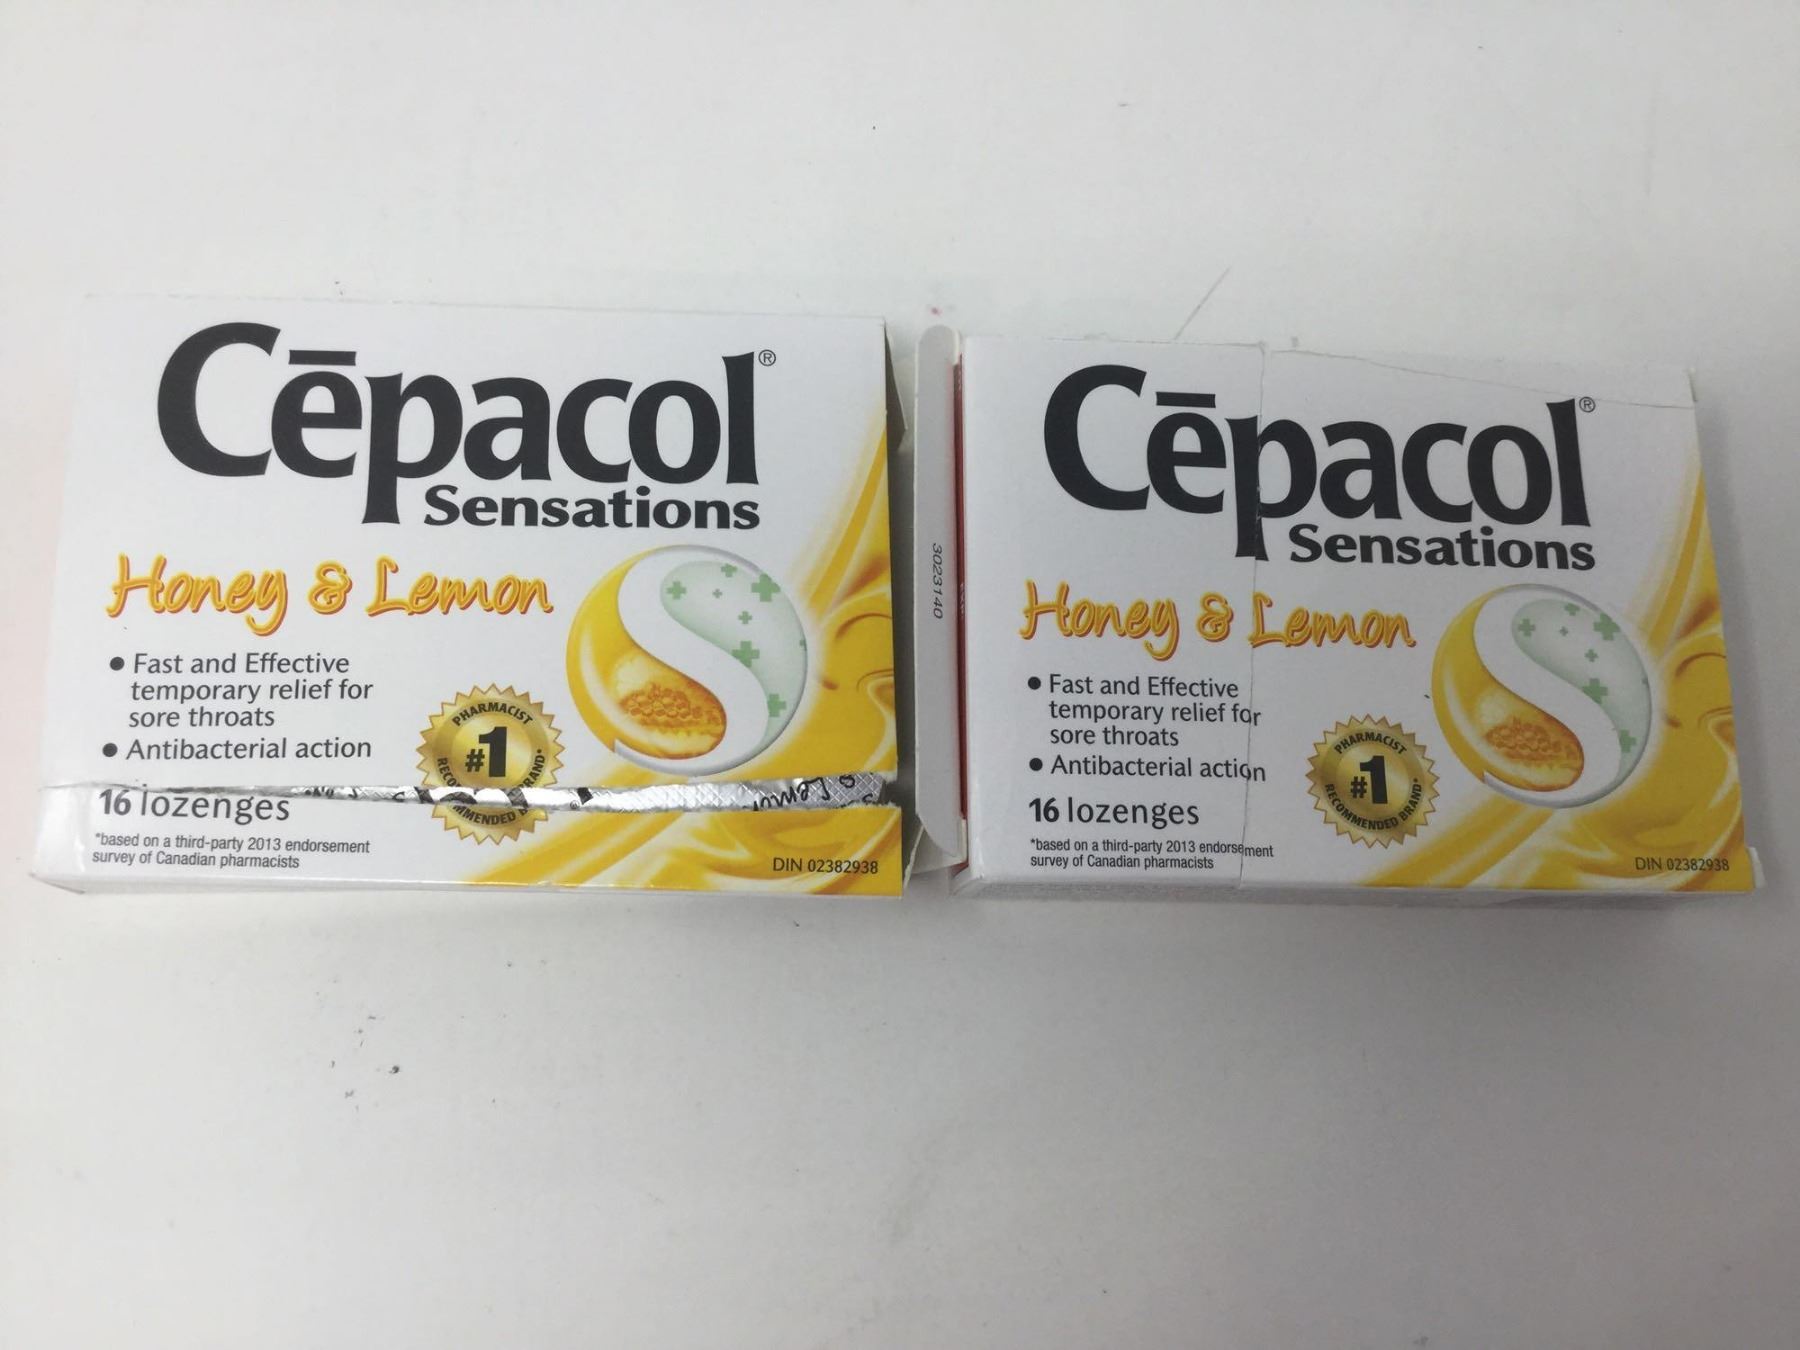 Cēpacol®
Sensations
Honey & Lemon
• Fast and Effective
temporary relief for
sore throats
• Antibacterial action
PHARMACIST
#1
RECOMMENDED BRAND*
16 lozenges
*based on a third-party 2013 endorsement
survey of Canadian pharmacists
DIN 02382938
Lemon
3023140
Cēpacol®
Sensations
Honey & Lemon
• Fast and Effective
temporary relief for
sore throats
• Antibacterial action
PHARMACIST
#1
RECOMMENDED BRAND*
16 lozenges
*based on a third-party 2013 endorsement
survey of Canadian pharmacists
DIN 02382938